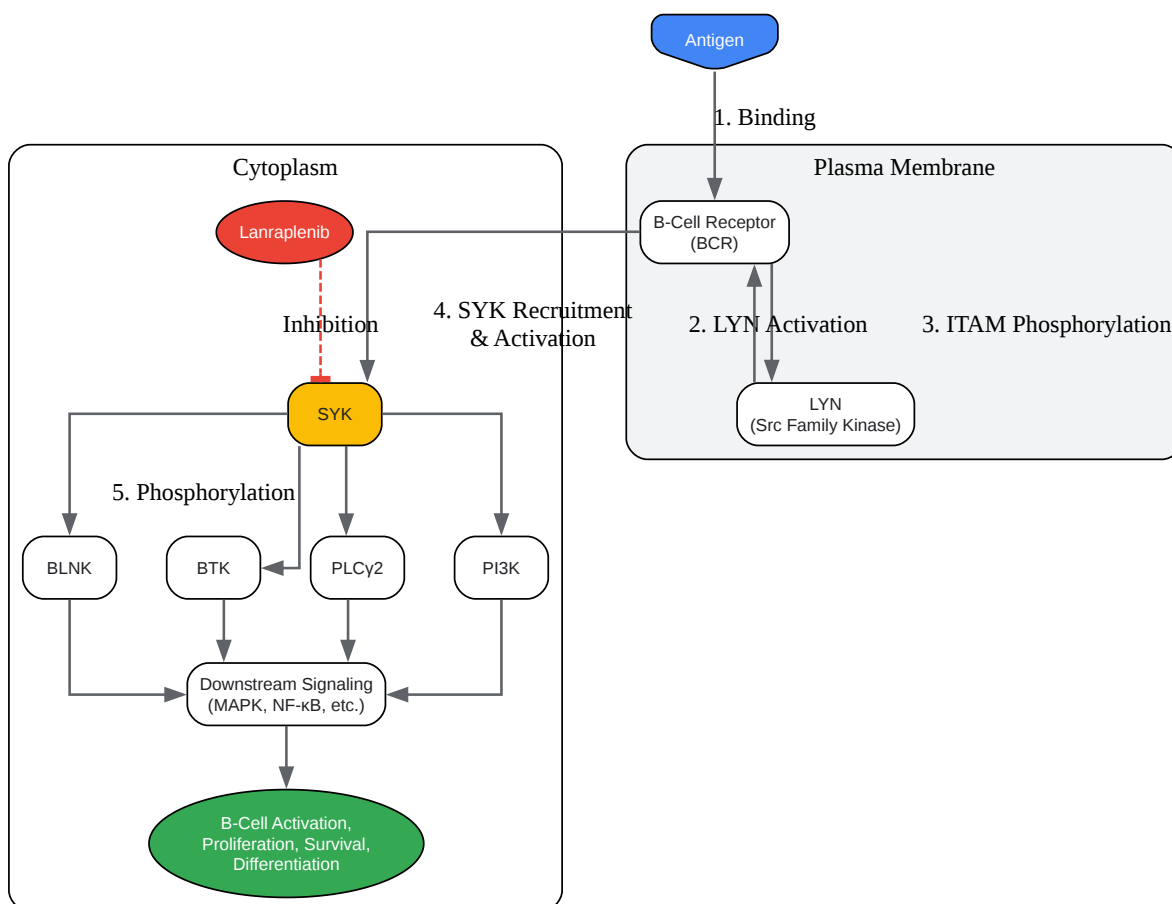 Antigen
1. Binding
Cytoplasm
Plasma Membrane
Lanraplenib
B-Cell Receptor
(BCR)
Inhibition
4. SYK Recruitment
& Activation
2. LYN Activation
3. ITAM Phosphorylation
SYK
LYN
(Src Family Kinase)
5. Phosphorylation
BLNK
BTK
PLCγ2
PI3K
Downstream Signaling
(MAPK, NF-κB, etc.)
B-Cell Activation,
Proliferation, Survival,
Differentiation